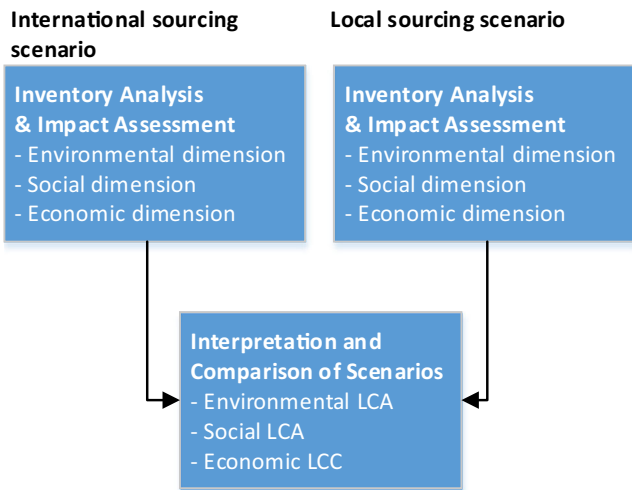 International sourcing
scenario
Inventory Analysis
& Impact Assessment
- Environmental dimension
- Social dimension
- Economic dimension
Local sourcing scenario
Inventory Analysis
& Impact Assessment
- Environmental dimension
- Social dimension
- Economic dimension
Interpretation and
Comparison of Scenarios
- Environmental LCA
- Social LCA
- Economic LCC